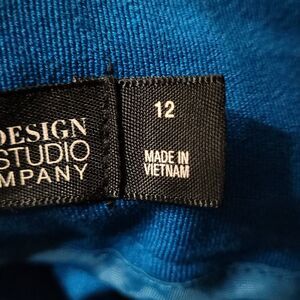 DESIGN
STUDIO
MPANY
12
MADE IN
VIETNAM